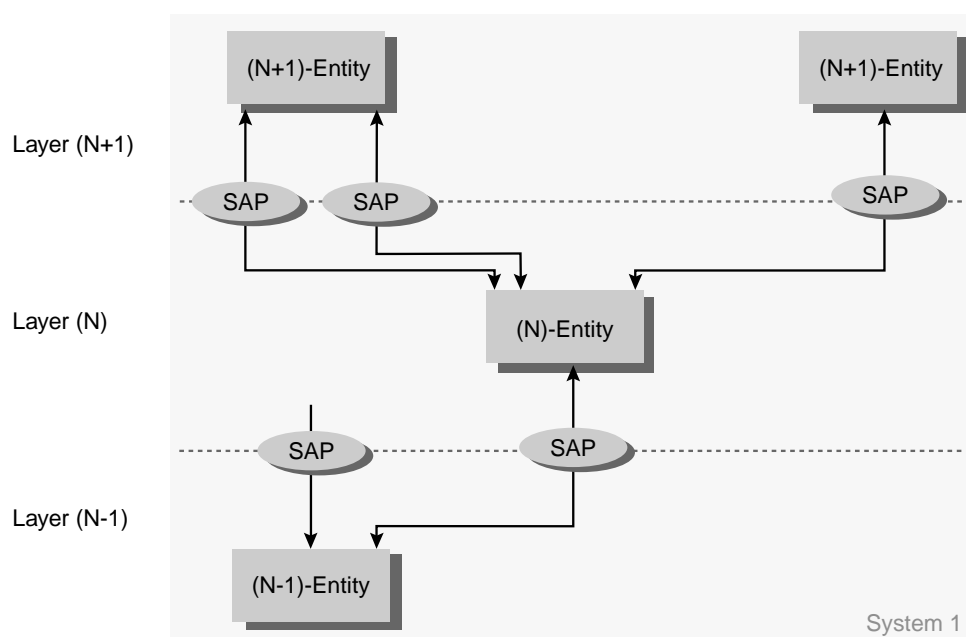 (N+1)-Entity
(N+1)-Entity
Layer (N+1)
SAP
SAP
SAP
Layer (N)
(N)-Entity
SAP
SAP
Layer (N-1)
(N-1)-Entity
System 1